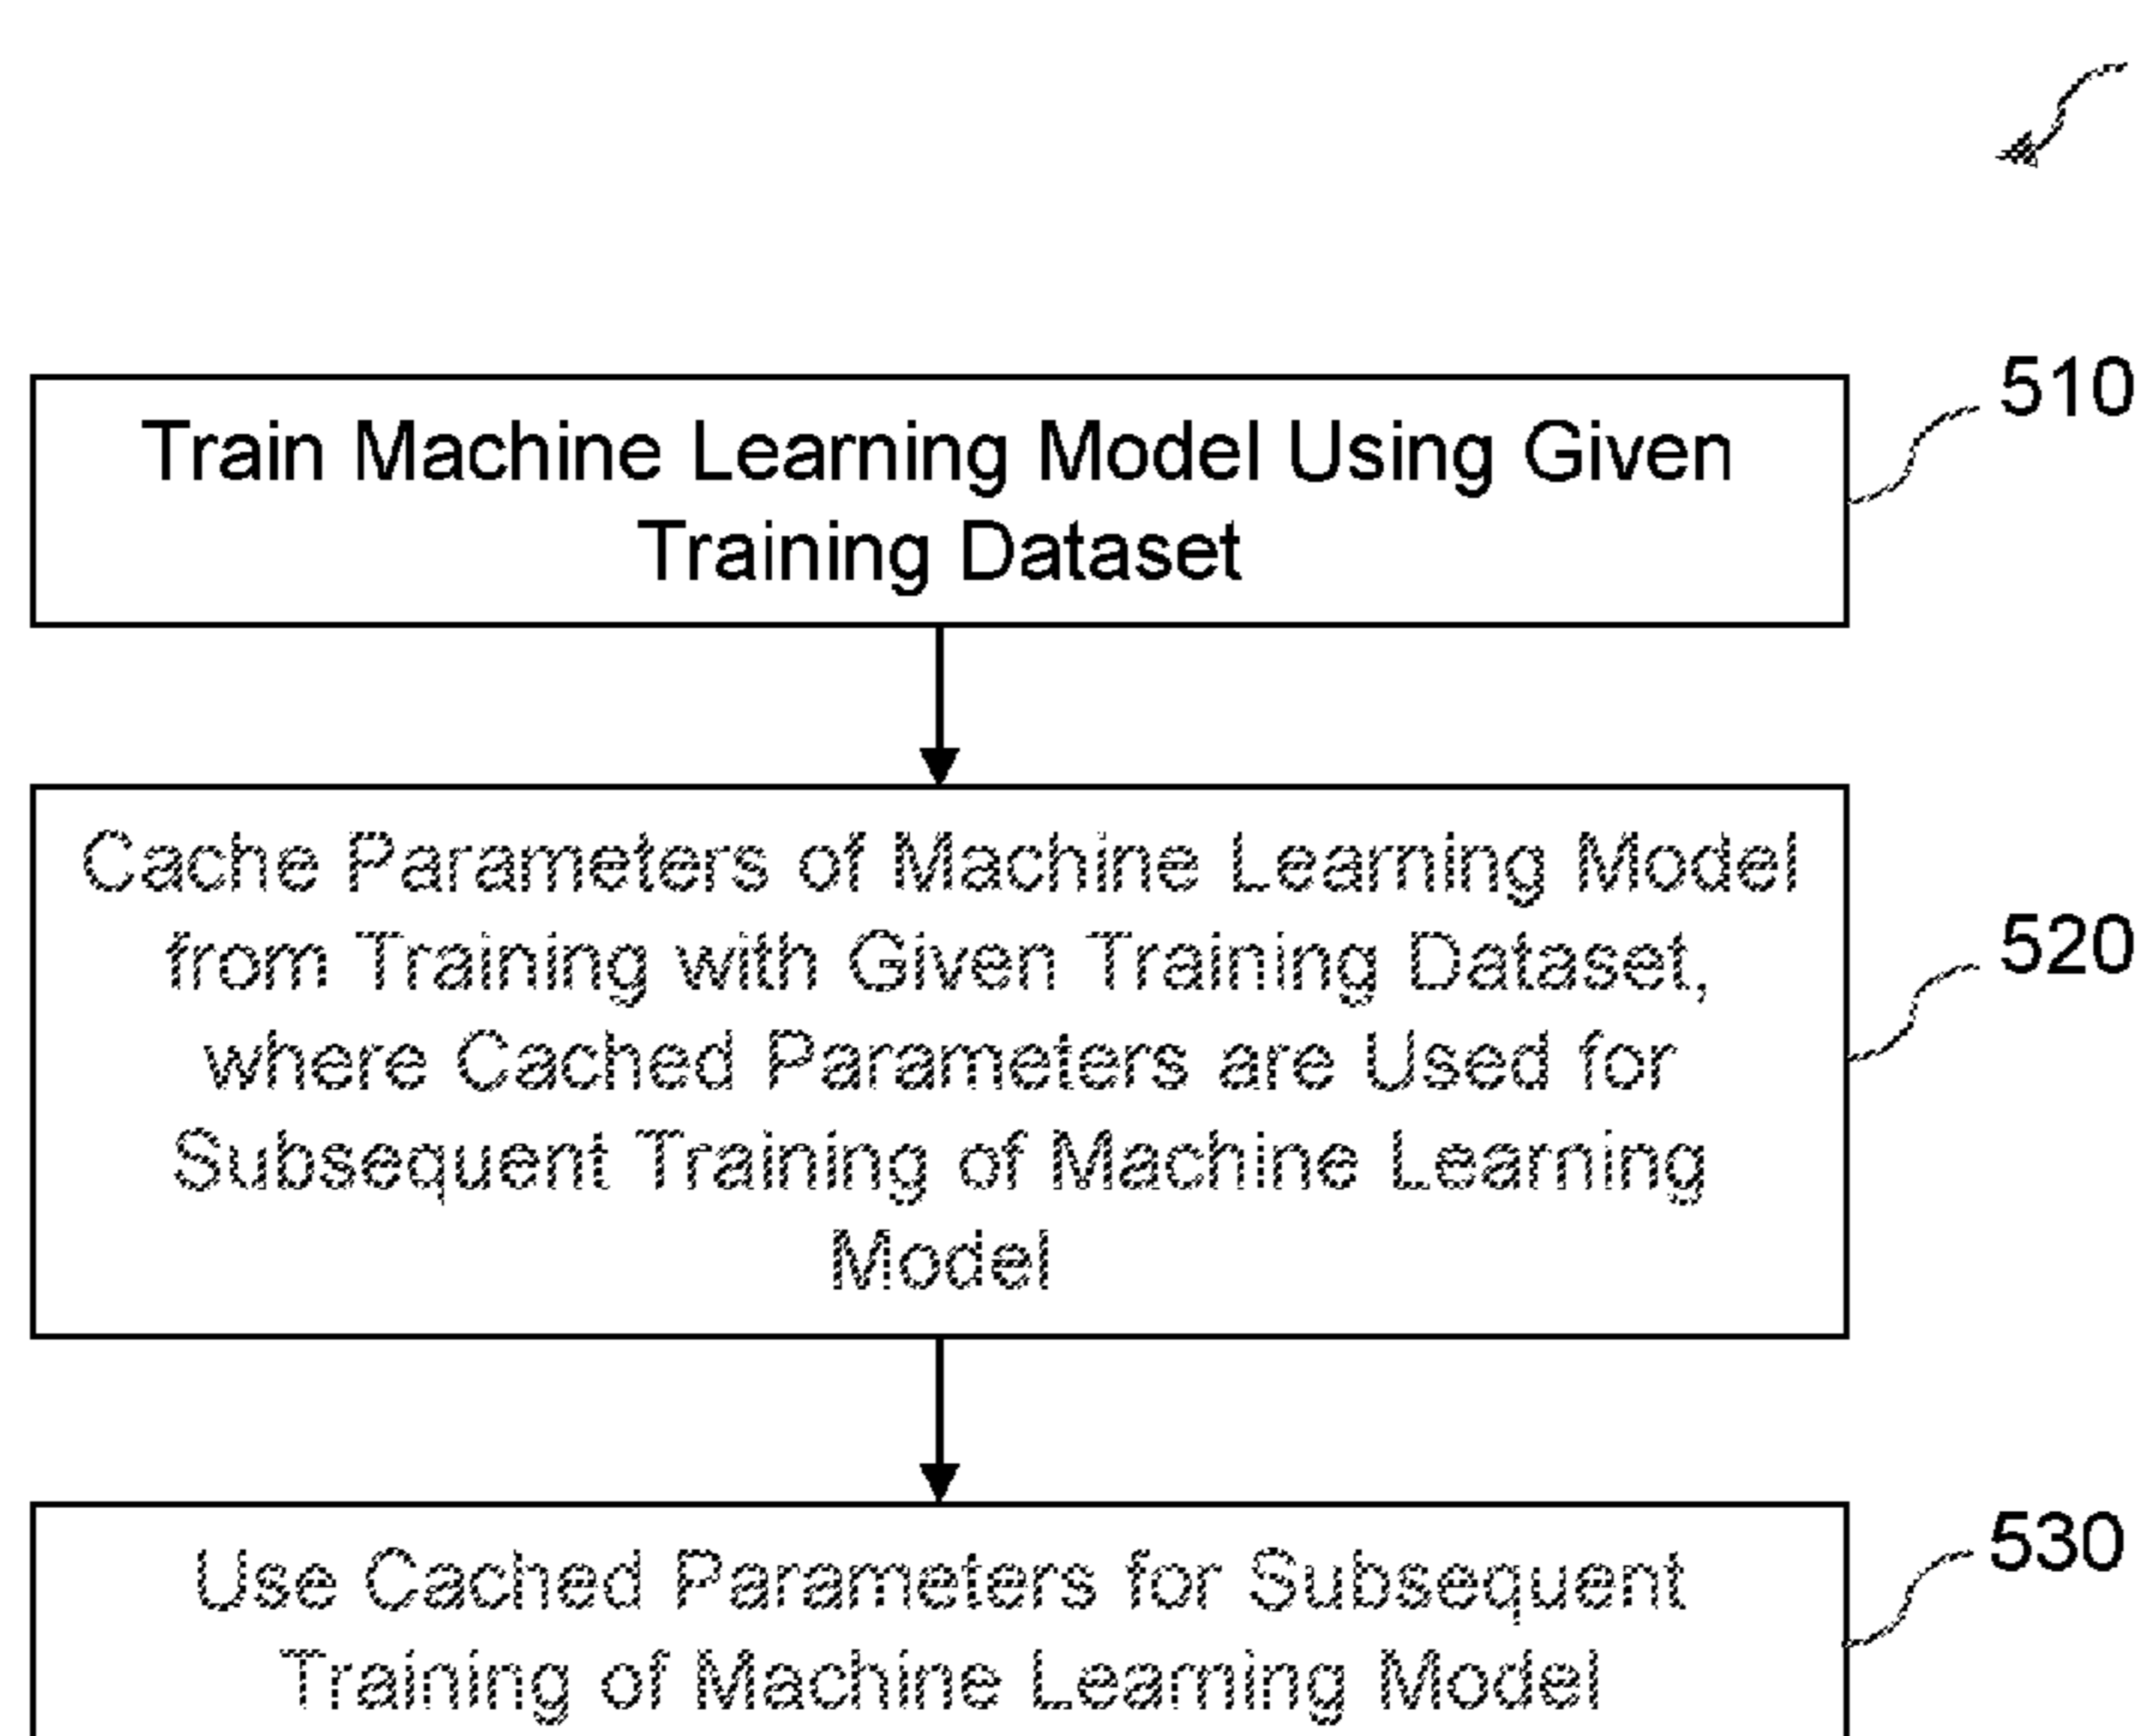 510
Train Machine Learning Model Using Given
Training Dataset
520
Cache Parameters of Machine Learning Model
from Training with Given Training Dataset,
where Cached Parameters are Used for
Subsequent Training of Machine Learning
Model
530
Use Cached Parameters for Subsequent
Training of Machine Learning Model